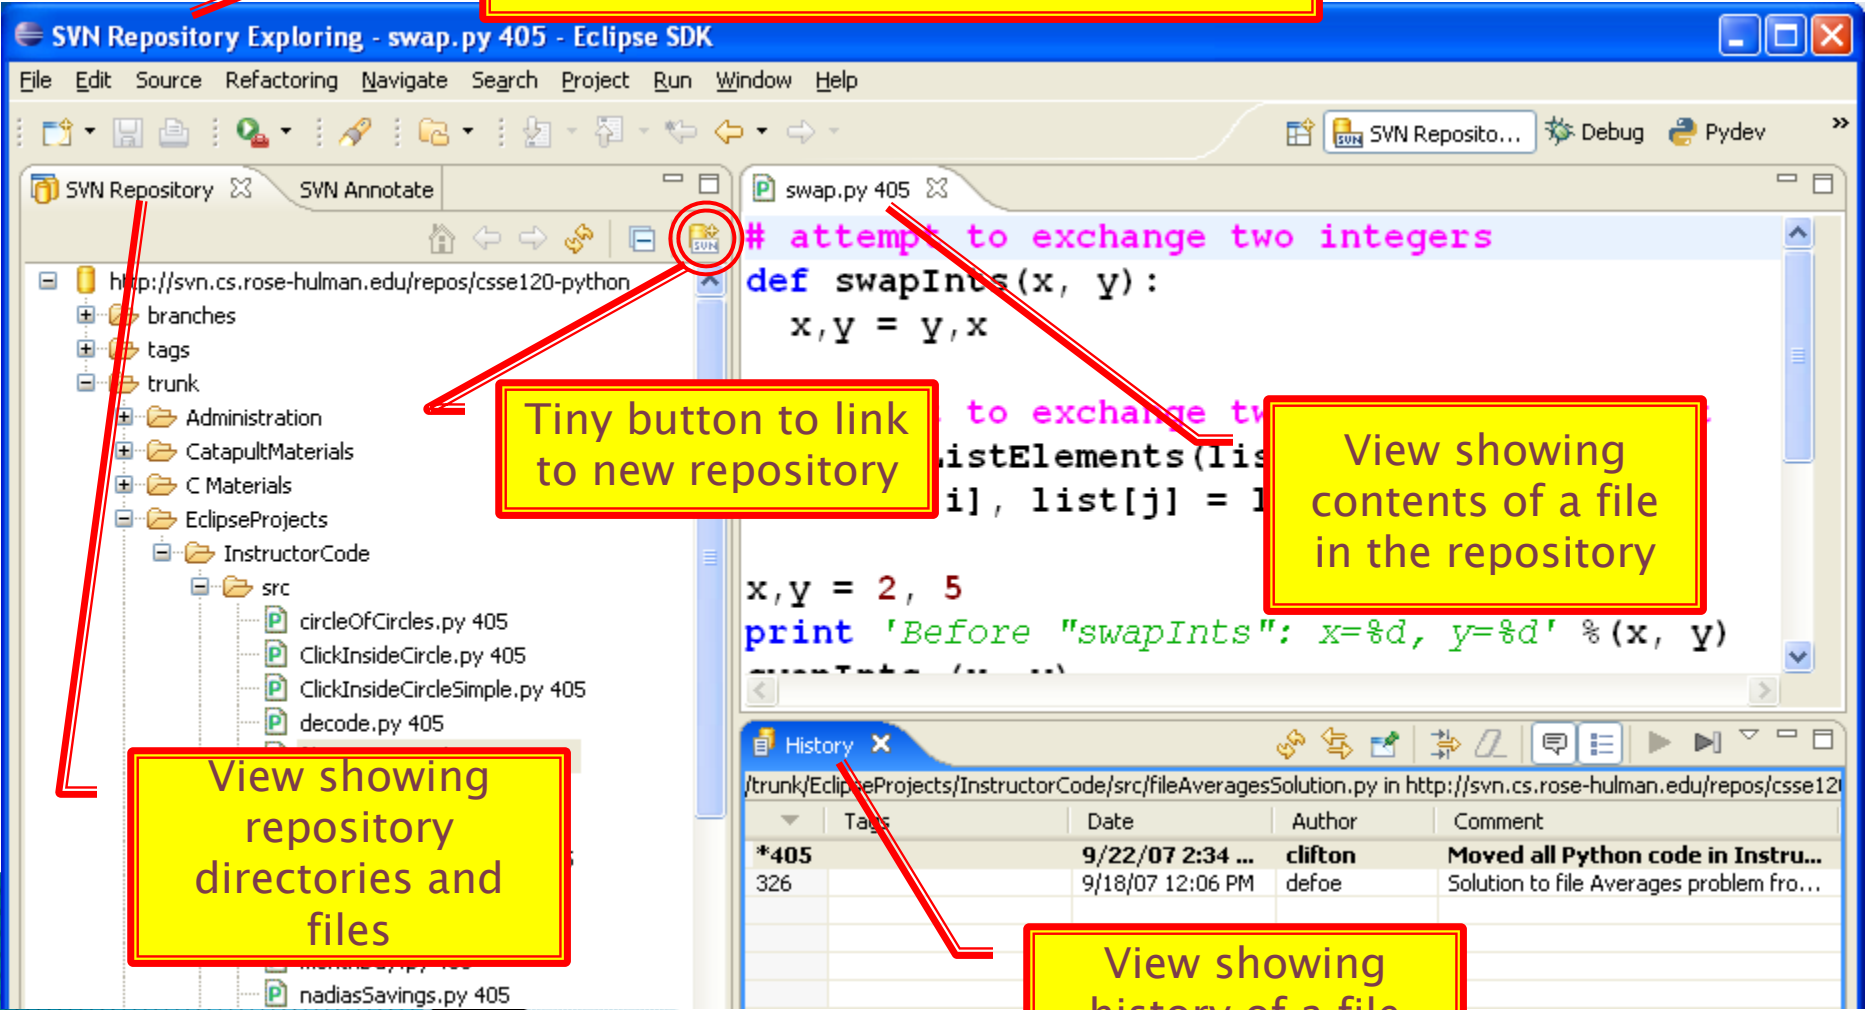 SVN Repository Exploring - swap.py 405 - Eclipse SDK
File Edit Source Refactoring Navigate Search Project Run Window Help
SVN Reposito... Debug Pydev »
SVN Repository SVN Annotate
swap.py 405
SVN
http://svn.cs.rose-hulman.edu/repos/csse120-python
branches
tags
trunk
Administration
CatapultMaterials
C Materials
EclipseProjects
InstructorCode
src
circleOfCircles.py 405
ClickInsideCircle.py 405
ClickInsideCircleSimple.py 405
decode.py 405
nadiasSavings.py 405
Tiny button to link
to new repository
View showing
repository
directories and
files
# attempt to exchange two integers
def swapInts(x, y):
x,y = y,x
to exchange
istElements(lis
i], list[j] = l
x,y = 2, 5
print 'Before "swapInts": x=%d, y=%d' %(x, y)
View showing
contents of a file
in the repository
History
/trunk/EclipseProjects/InstructorCode/src/fileAveragesSolution.py in http://svn.cs.rose-hulman.edu/repos/csse12
Tags Date Author Comment
*405 9/22/07 2:34 ... clifton Moved all Python code in Instru...
326 9/18/07 12:06 PM defoe Solution to file Averages problem fro...
View showing
history of a file